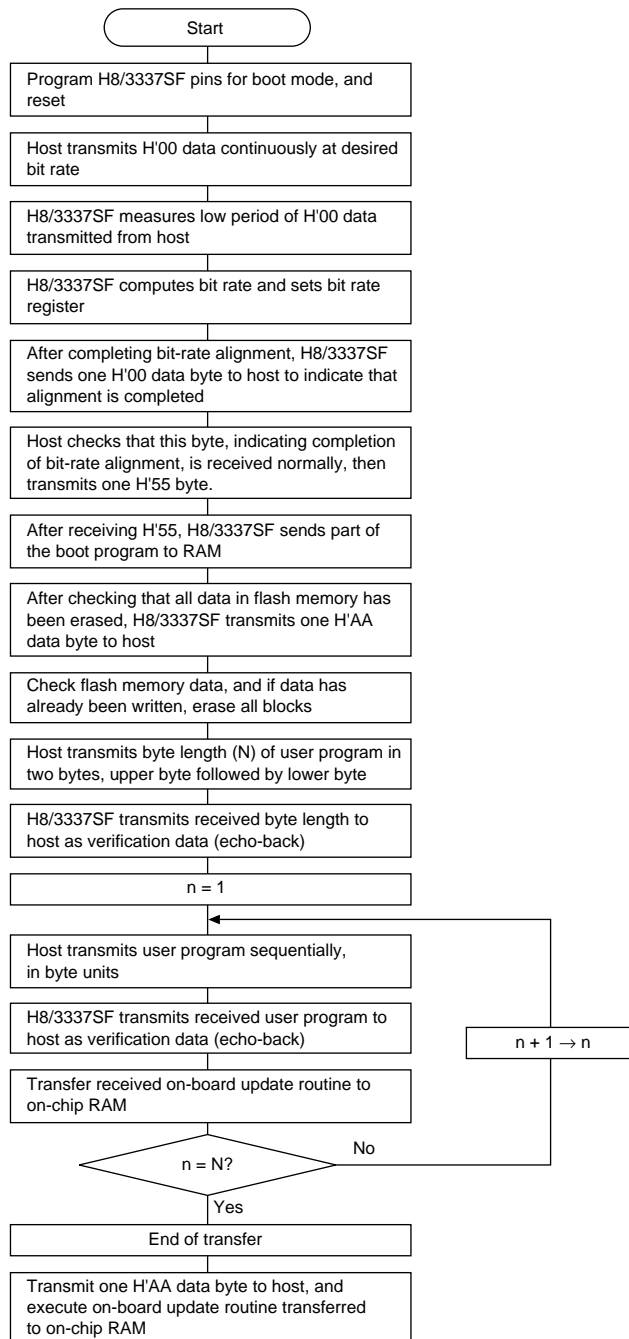 Start
Program H8/3337SF pins for boot mode, and
reset
Host transmits H'00 data continuously at desired
bit rate
H8/3337SF measures low period of H'00 data
transmitted from host
H8/3337SF computes bit rate and sets bit rate
register
After completing bit-rate alignment, H8/3337SF
sends one H'00 data byte to host to indicate that
alignment is completed
Host checks that this byte, indicating completion
of bit-rate alignment, is received normally, then
transmits one H'55 byte.
After receiving H'55, H8/3337SF sends part of
the boot program to RAM
After checking that all data in flash memory has
been erased, H8/3337SF transmits one H'AA
data byte to host
Check flash memory data, and if data has
already been written, erase all blocks
Host transmits byte length (N) of user program in
two bytes, upper byte followed by lower byte
H8/3337SF transmits received byte length to
host as verification data (echo-back)
n = 1
Host transmits user program sequentially,
in byte units
H8/3337SF transmits received user program to
host as verification data (echo-back)
n + 1 → n
Transfer received on-board update routine to
on-chip RAM
n = N?
No
Yes
End of transfer
Transmit one H'AA data byte to host, and
execute on-board update routine transferred
to on-chip RAM